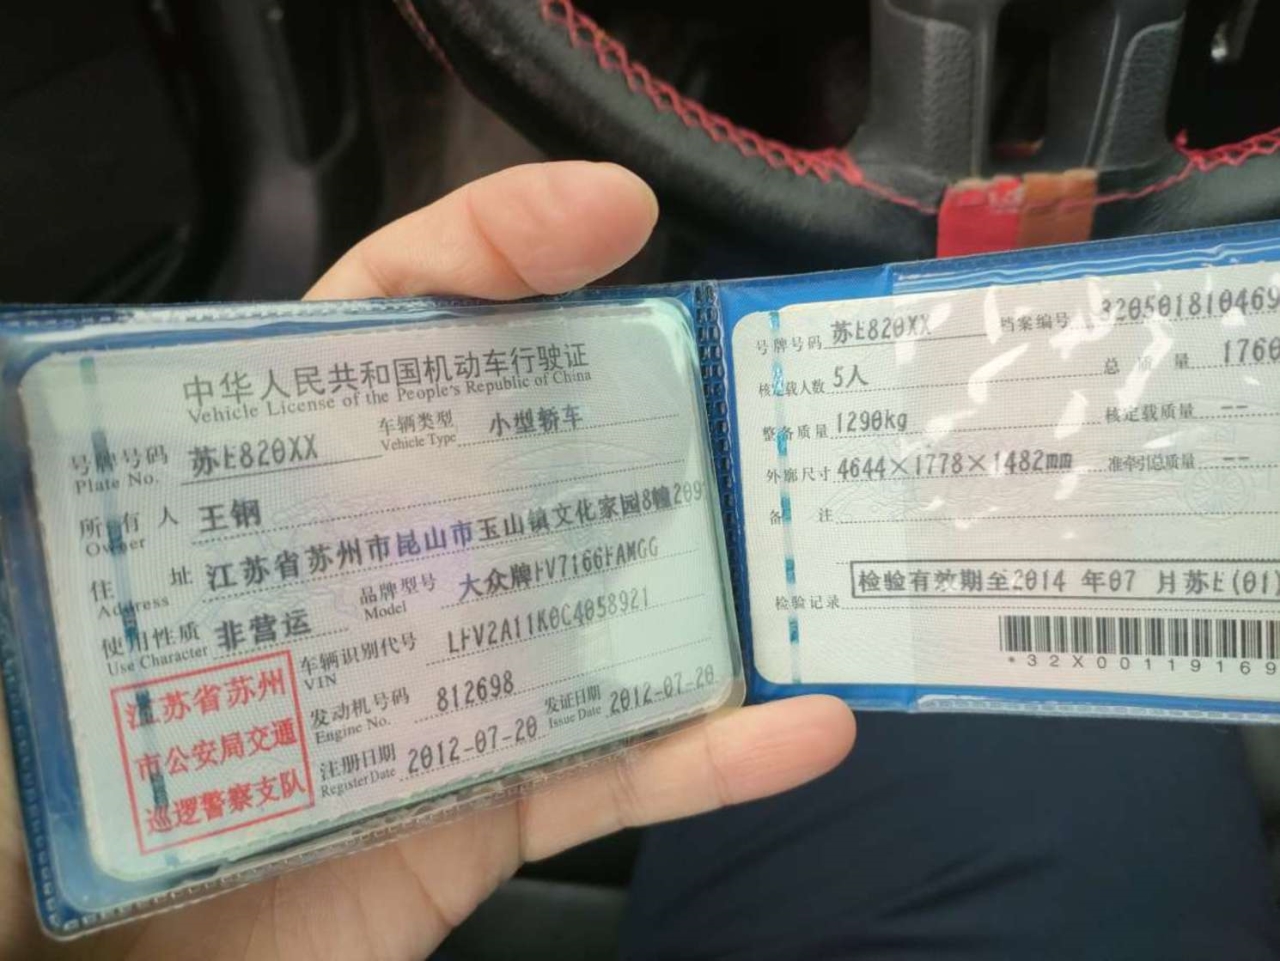 中华人民共和国机动车行驶证
Vehicle License of the People's Republic of China
号牌号码 苏E820XX 车辆类型 小型轿车
Plate No. Vehicle Type
所有人 王钢
Owner
住址 江苏省苏州市昆山市玉山镇文化家园8幢209
Address
使用性质 非营运 品牌型号 大众牌FV7166FAMGG
Use Character Model
车辆识别代号 LFV2A11K0C4058921
VIN
发动机号码 812698
Engine No.
注册日期 2012-07-20 发证日期 2012-07-20
Register Date Issue Date
江苏省苏州
市公安局交通
巡逻警察支队
号牌号码 苏E820XX 档案编号 320501810469
核定载人数 5人 总质量 1760
整备质量 1290kg 核定载质量 --
外廓尺寸 4644×1778×1482mm 准牵引总质量 --
备注
检验记录 检验有效期至2014年07月苏E(01)
*32X00119169